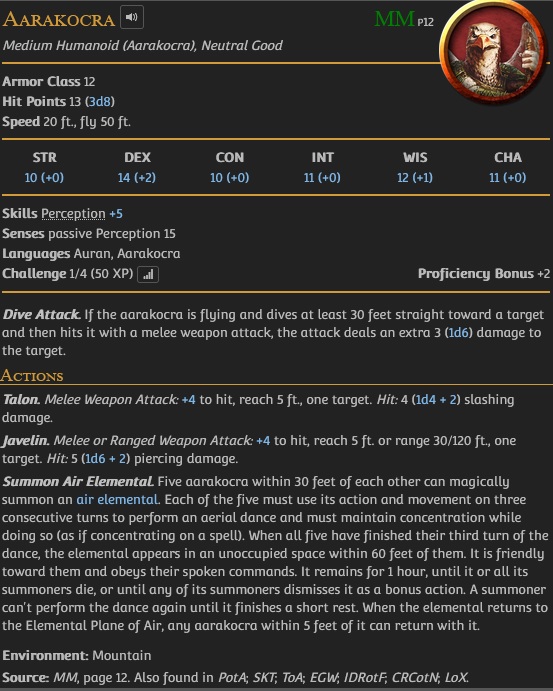 Aarakocra MM P12
Medium Humanoid (Aarakocra), Neutral Good
Armor Class 12
Hit Points 13 (3d8)
Speed 20 ft., fly 50 ft.
STR DEX CON INT WIS CHA
10 (+0) 14 (+2) 10 (+0) 11 (+0) 12 (+1) 11 (+0)
Skills Perception +5
Senses passive Perception 15
Languages Auran, Aarakocra
Challenge 1/4 (50 XP) Proficiency Bonus +2
Dive Attack. If the aarakocra is flying and dives at least 30 feet straight toward a target
and then hits it with a melee weapon attack, the attack deals an extra 3 (1d6) damage to
the target.
Actions
Talon. Melee Weapon Attack: +4 to hit, reach 5 ft., one target. Hit: 4 (1d4 + 2) slashing
damage.
Javelin. Melee or Ranged Weapon Attack: +4 to hit, reach 5 ft. or range 30/120 ft., one
target. Hit: 5 (1d6 + 2) piercing damage.
Summon Air Elemental. Five aarakocra within 30 feet of each other can magically
summon an air elemental. Each of the five must use its action and movement on three
consecutive turns to perform an aerial dance and must maintain concentration while
doing so (as if concentrating on a spell). When all five have finished their third turn of the
dance, the elemental appears in an unoccupied space within 60 feet of them. It is friendly
toward them and obeys their spoken commands. It remains for 1 hour, until it or all its
summoners die, or until any of its summoners dismisses it as a bonus action. A summoner
can't perform the dance again until it finishes a short rest. When the elemental returns to
the Elemental Plane of Air, any aarakocra within 5 feet of it can return with it.
Environment: Mountain
Source: MM, page 12. Also found in PotA; SKT; ToA; EGW; IDRotF; CRCotN; LoX.